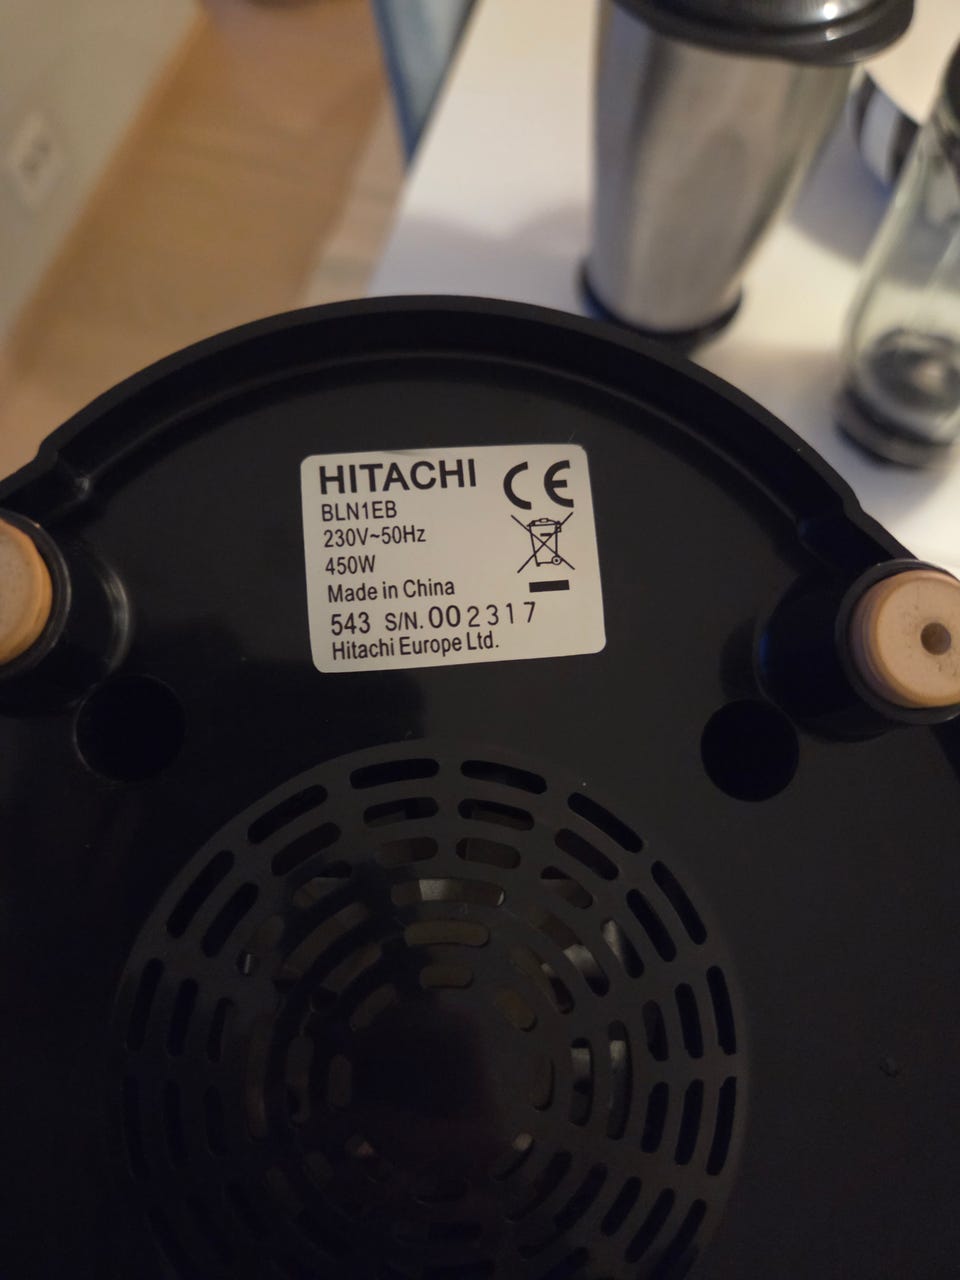 HITACHI CE
BLN1EB
230V~50Hz
450W
Made in China
543 S/N. 002317
Hitachi Europe Ltd.